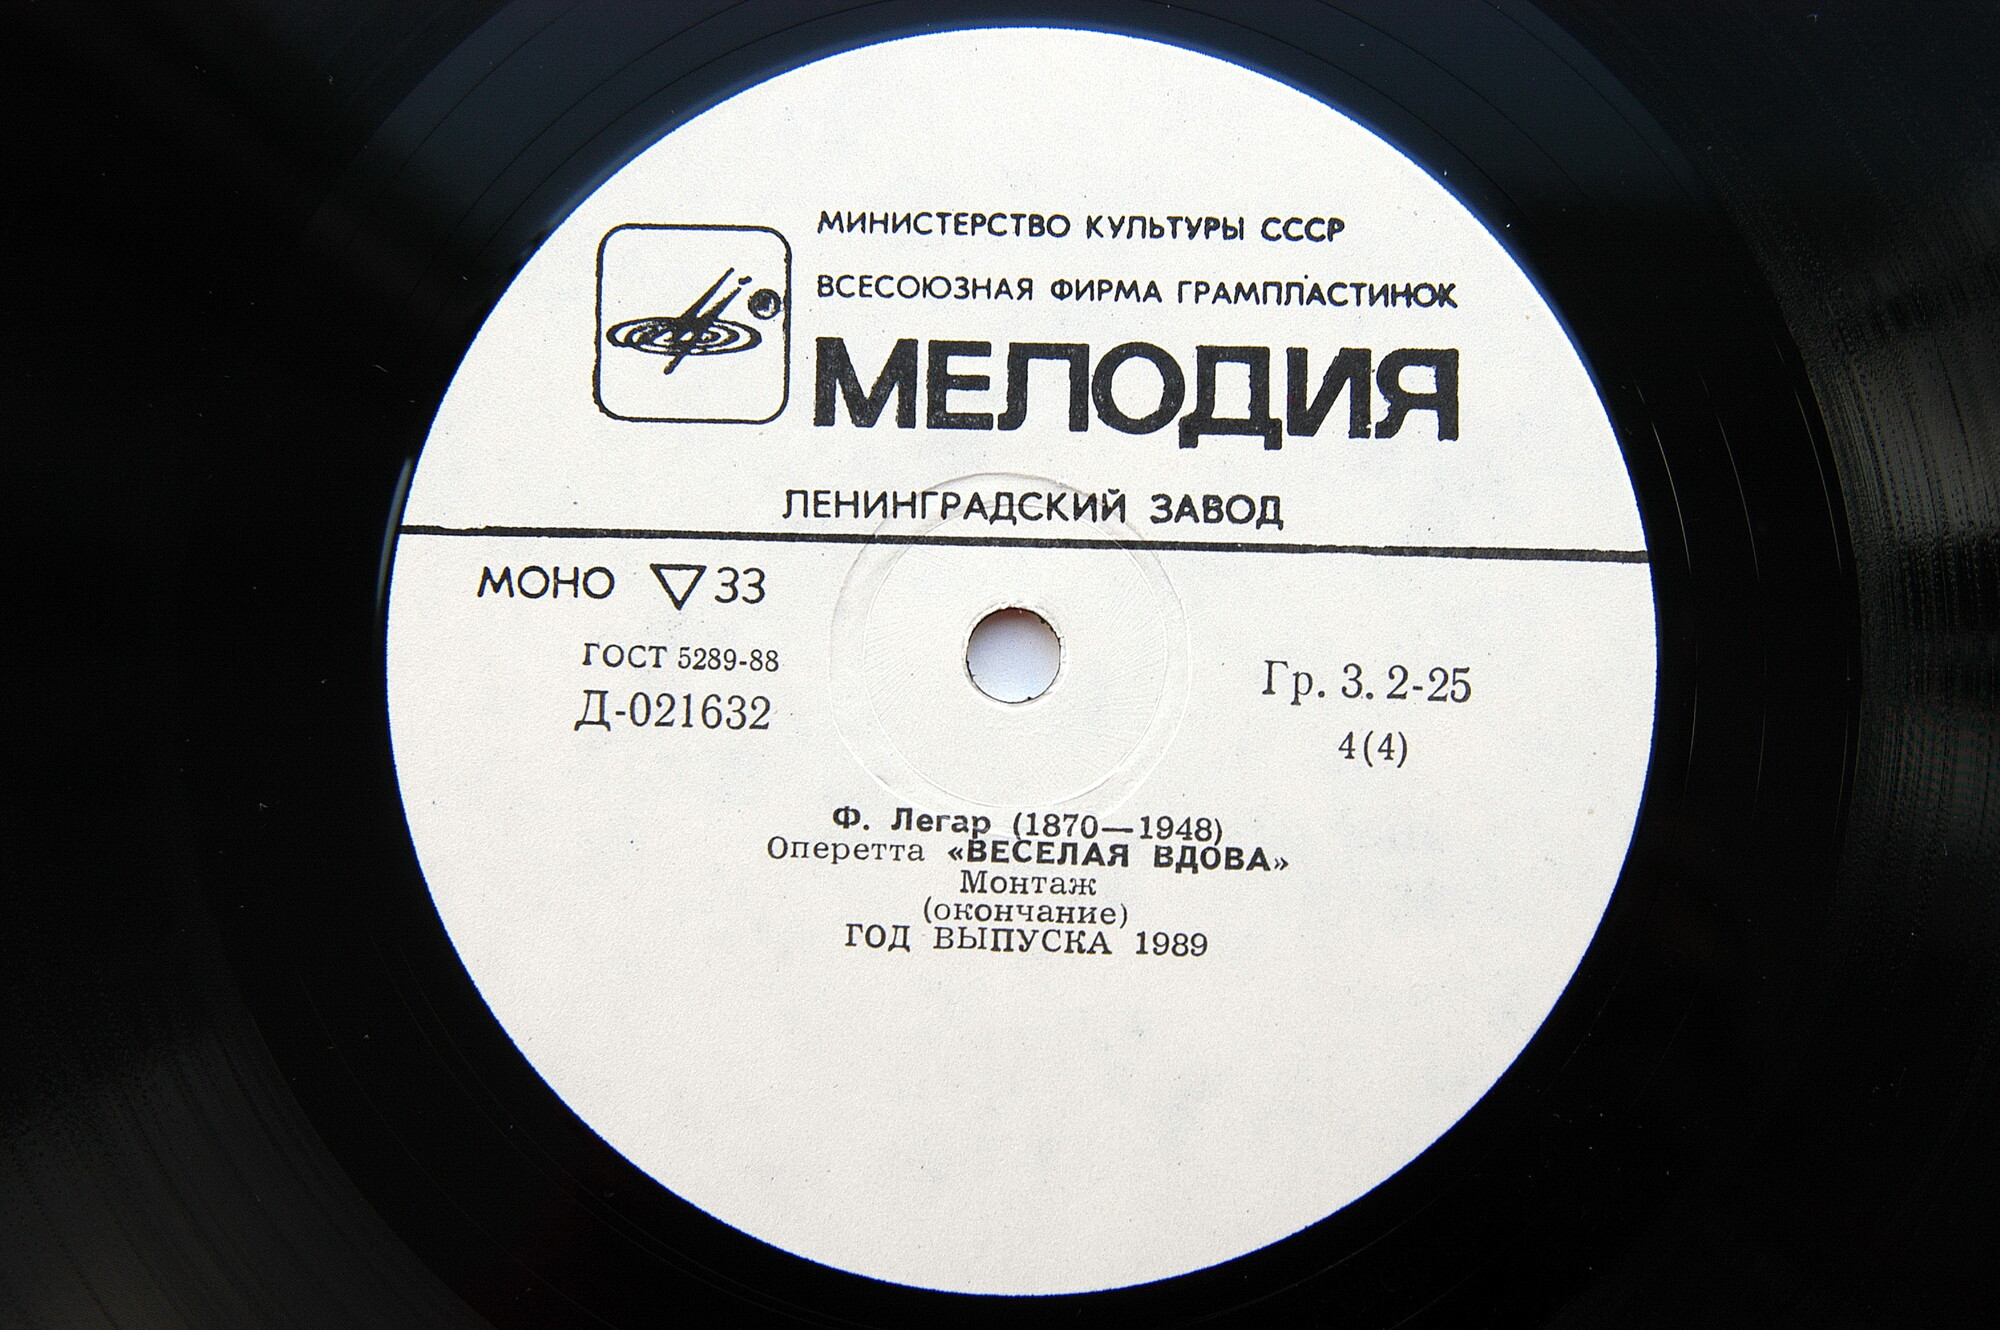 МИНИСТЕРСТВО КУЛЬТУРЫ СССР
ВСЕСОЮЗНАЯ ФИРМА ГРАМПЛАСТИНОК
МЕЛОДИЯ
ЛЕНИНГРАДСКИЙ ЗАВОД
МОНО ▽33
ГОСТ 5289-88
Д-021632
Гр. 3. 2-25
4(4)
Ф. Легар (1870—1948)
Оперетта «ВЕСЕЛАЯ ВДОВА»
Монтаж
(окончание)
ГОД ВЫПУСКА 1989